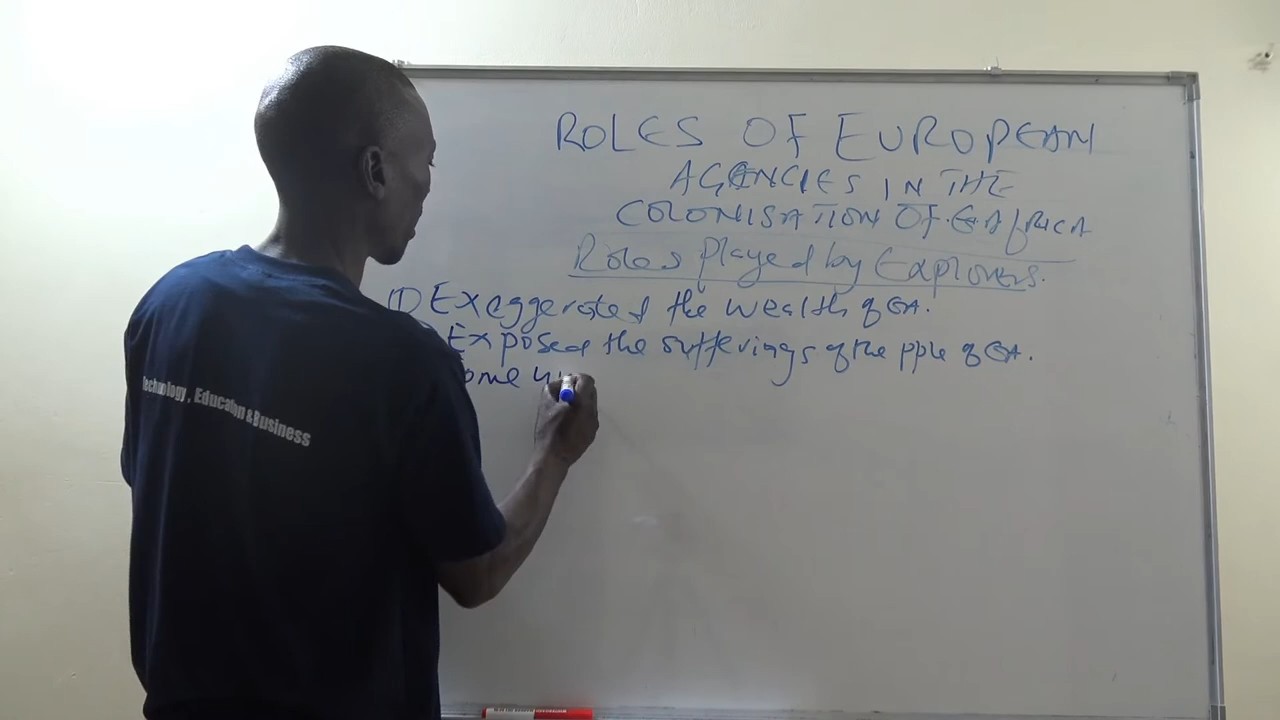 ROLES OF EUROPEAN
AGENCIES IN THE
COLONISATION OF E.AfRICA
Roles played by Explorers.
(1) Exaggerated the wealth of EA.
Exposed the sufferings of the pple of EA.
ome
Technology, Education & Business